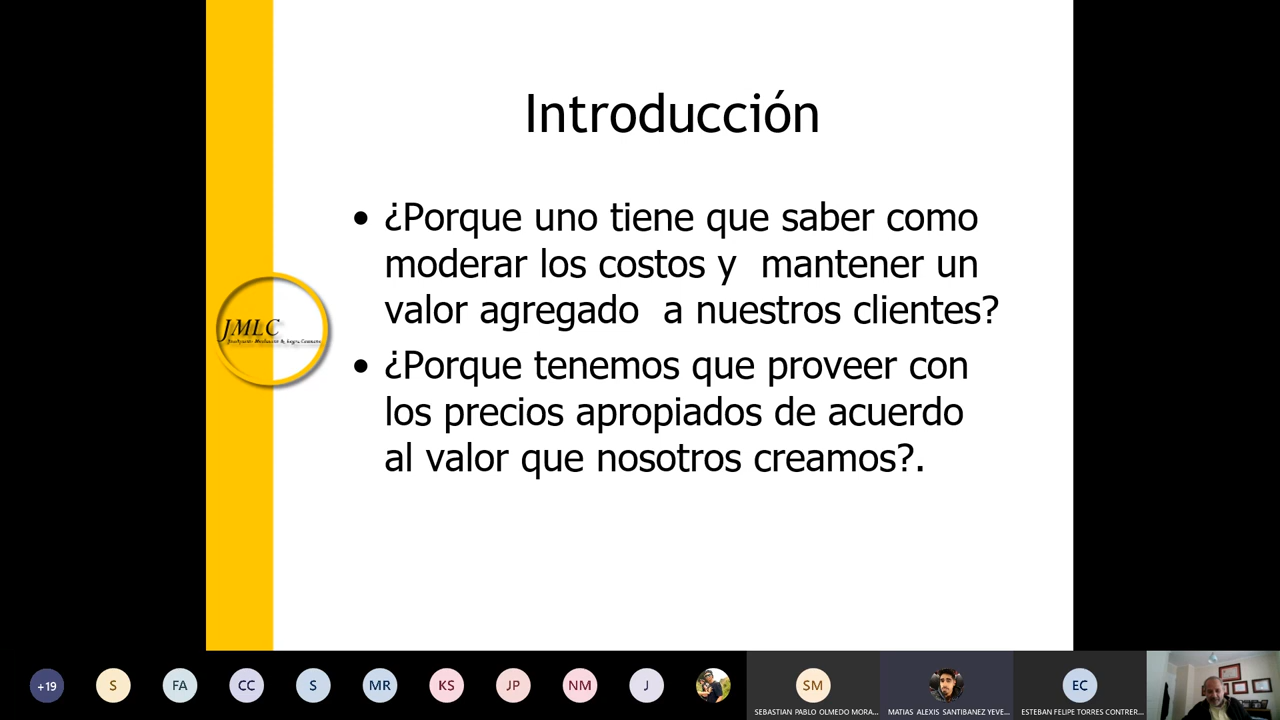 Introducción
• ¿Porque uno tiene que saber como
moderar los costos y  mantener un
valor agregado  a nuestros clientes?
• ¿Porque tenemos que proveer con
los precios apropiados de acuerdo
al valor que nosotros creamos?.
JMLC
+19
S
FA
CC
S
MR
KS
JP
NM
J
SM
EC
SEBASTIAN PABLO OLMEDO MORA...
MATIAS ALEXIS SANTIBANEZ YEVE...
ESTEBAN FELIPE TORRES CONTRER...